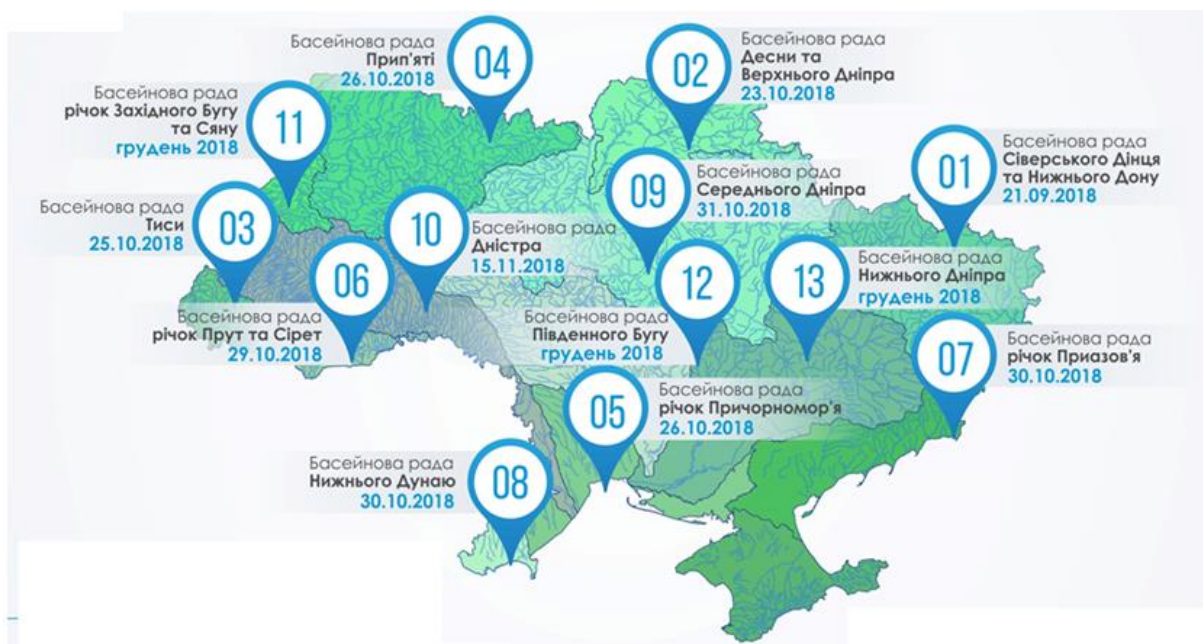 Басейнова рада
Прип'яті
26.10.2018
04
Басейнова рада
Десни та
Верхнього Дніпра
23.10.2018
02
Басейнова рада
річок Західного Бугу
та Сяну
грудень 2018
11
Басейнова рада
Сіверського Дінця
та Нижнього Дону
21.09.2018
01
Басейнова рада
Середнього Дніпра
31.10.2018
09
Басейнова рада
Тиси
25.10.2018
03
Басейнова рада
Дністра
15.11.2018
10
Басейнова рада
річок Прут та Сірет
29.10.2018
06
Басейнова рада
Південного Бугу
грудень 2018
12
Басейнова рада
Нижнього Дніпра
грудень 2018
13
Басейнова рада
річок Приазов'я
30.10.2018
07
Басейнова рада
річок Причорномор'я
26.10.2018
05
Басейнова рада
Нижнього Дунаю
30.10.2018
08